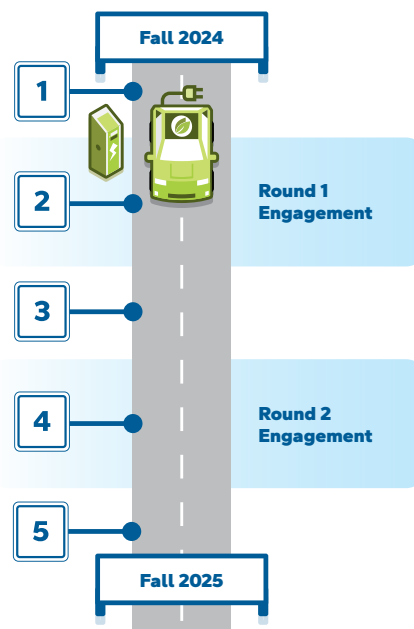 Fall 2024
1
2
Round 1
Engagement
3
4
Round 2
Engagement
5
Fall 2025